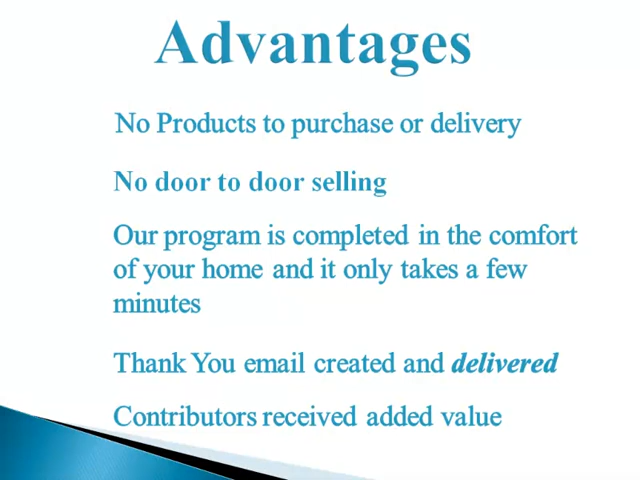 Advantages
No Products to purchase or delivery
No door to door selling
Our program is completed in the comfort
of your home and it only takes a few
minutes
Thank You email created and delivered
Contributors received added value